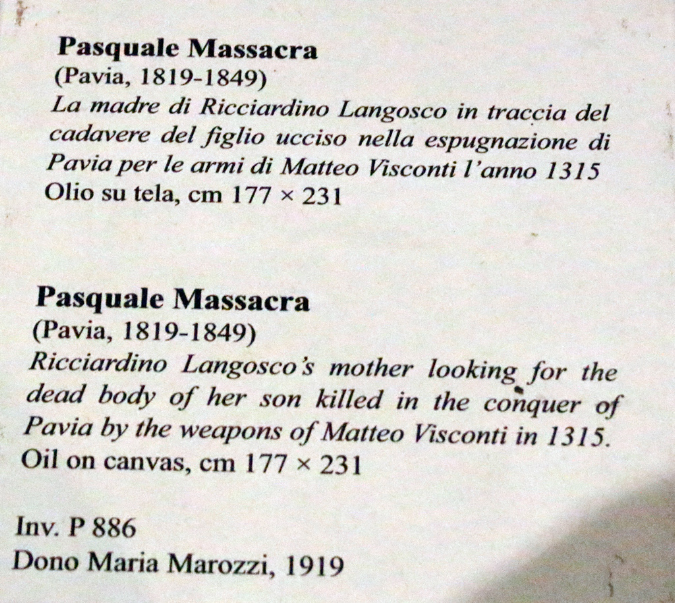 Pasquale Massacra
(Pavia, 1819-1849)
La madre di Ricciardino Langosco in traccia del
cadavere del figlio ucciso nella espugnazione di
Pavia per le armi di Matteo Visconti l'anno 1315
Olio su tela, cm 177 × 231
Pasquale Massacra
(Pavia, 1819-1849)
Ricciardino Langosco's mother looking for the
dead body of her son killed in the conquer of
Pavia by the weapons of Matteo Visconti in 1315.
Oil on canvas, cm 177 × 231
Inv. P 886
Dono Maria Marozzi, 1919